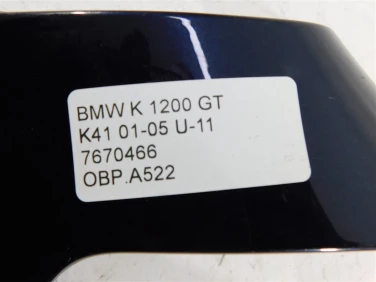 BMW K 1200 GT
K41 01-05 U-11
7670466
OBP.A522